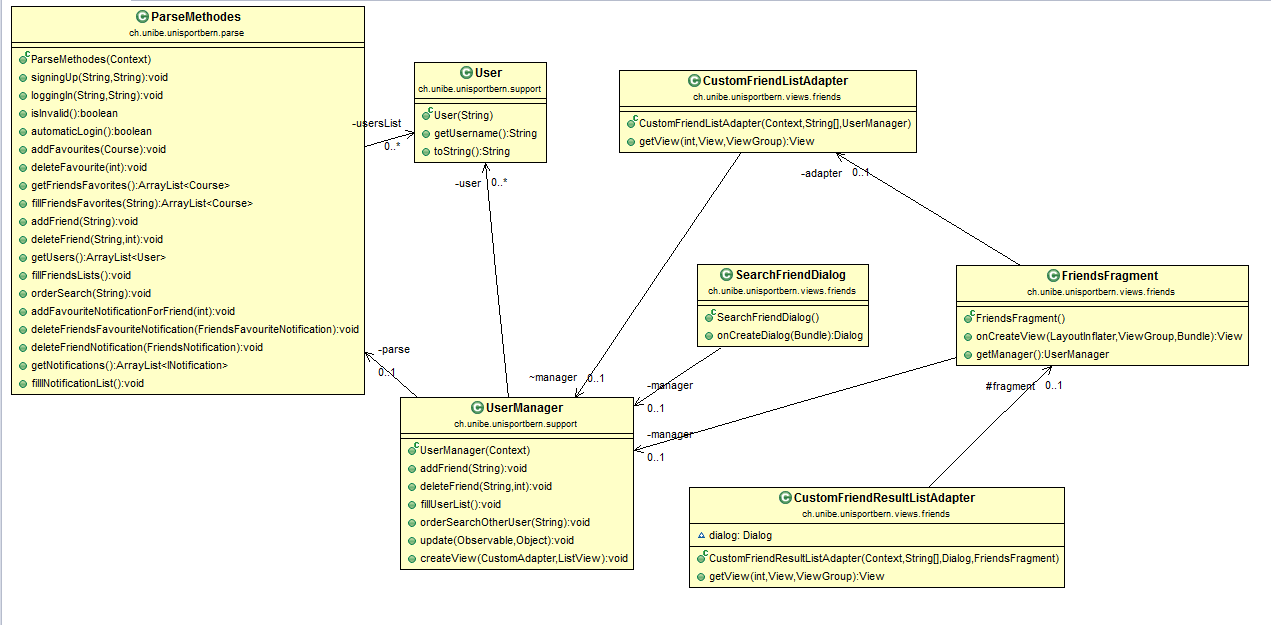 ParseMethodes
ch.unibe.unisportbern.parse
ParseMethodes(Context)
signingUp(String,String):void
loggingIn(String,String):void
isInvalid():boolean
automaticLogin():boolean
addFavourites(Course):void
deleteFavourite(int):void
getFriendsFavorites():ArrayList<Course>
fillFriendsFavorites(String):ArrayList<Course>
addFriend(String):void
deleteFriend(String,int):void
getUsers():ArrayList<User>
fillFriendsLists():void
orderSearch(String):void
addFavouriteNotificationForFriend(int):void
deleteFriendsFavouriteNotification(FriendsFavouriteNotification):void
deleteFriendNotification(FriendsNotification):void
getNotifications():ArrayList<INotification>
fillINotificationList():void
-usersList
0..*
User
ch.unibe.unisportbern.support
User(String)
getUsername():String
toString():String
-user
0..*
CustomFriendListAdapter
ch.unibe.unisportbern.views.friends
CustomFriendListAdapter(Context,String[],UserManager)
getView(int,View,ViewGroup):View
-adapter
0..1
SearchFriendDialog
ch.unibe.unisportbern.views.friends
SearchFriendDialog()
onCreateDialog(Bundle):Dialog
FriendsFragment
ch.unibe.unisportbern.views.friends
FriendsFragment()
onCreateView(LayoutInflater,ViewGroup,Bundle):View
getManager():UserManager
-parse
0..1
~manager
0..1
-manager
0..1
-manager
0..1
#fragment
0..1
UserManager
ch.unibe.unisportbern.support
UserManager(Context)
addFriend(String):void
deleteFriend(String,int):void
fillUserList():void
orderSearchOtherUser(String):void
update(Observable,Object):void
createView(CustomAdapter,ListView):void
CustomFriendResultListAdapter
ch.unibe.unisportbern.views.friends
dialog: Dialog
CustomFriendResultListAdapter(Context,String[],Dialog,FriendsFragment)
getView(int,View,ViewGroup):View